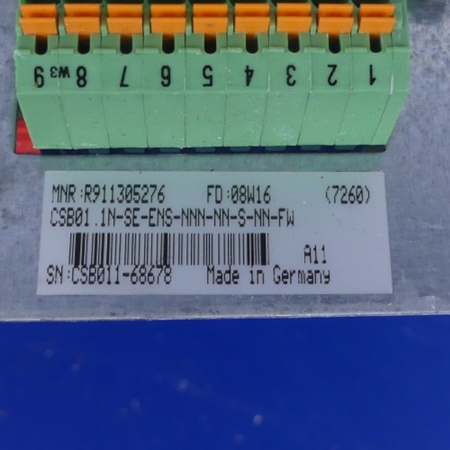 9 W3 8 7 6 5 4 3 2 1
MNR:R911305276 FD:08W16 (7260)
CSB01.1N-SE-ENS-NNN-NN-S-NN-FW
A11
SN:CSB011-68678 Made in Germany